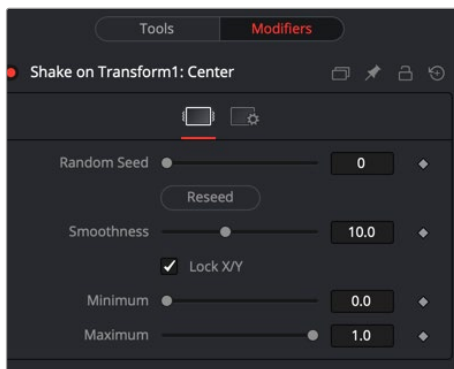 Tools Modifiers
Shake on Transform1: Center
Random Seed 0
Reseed
Smoothness 10.0
Lock X/Y
Minimum 0.0
Maximum 1.0